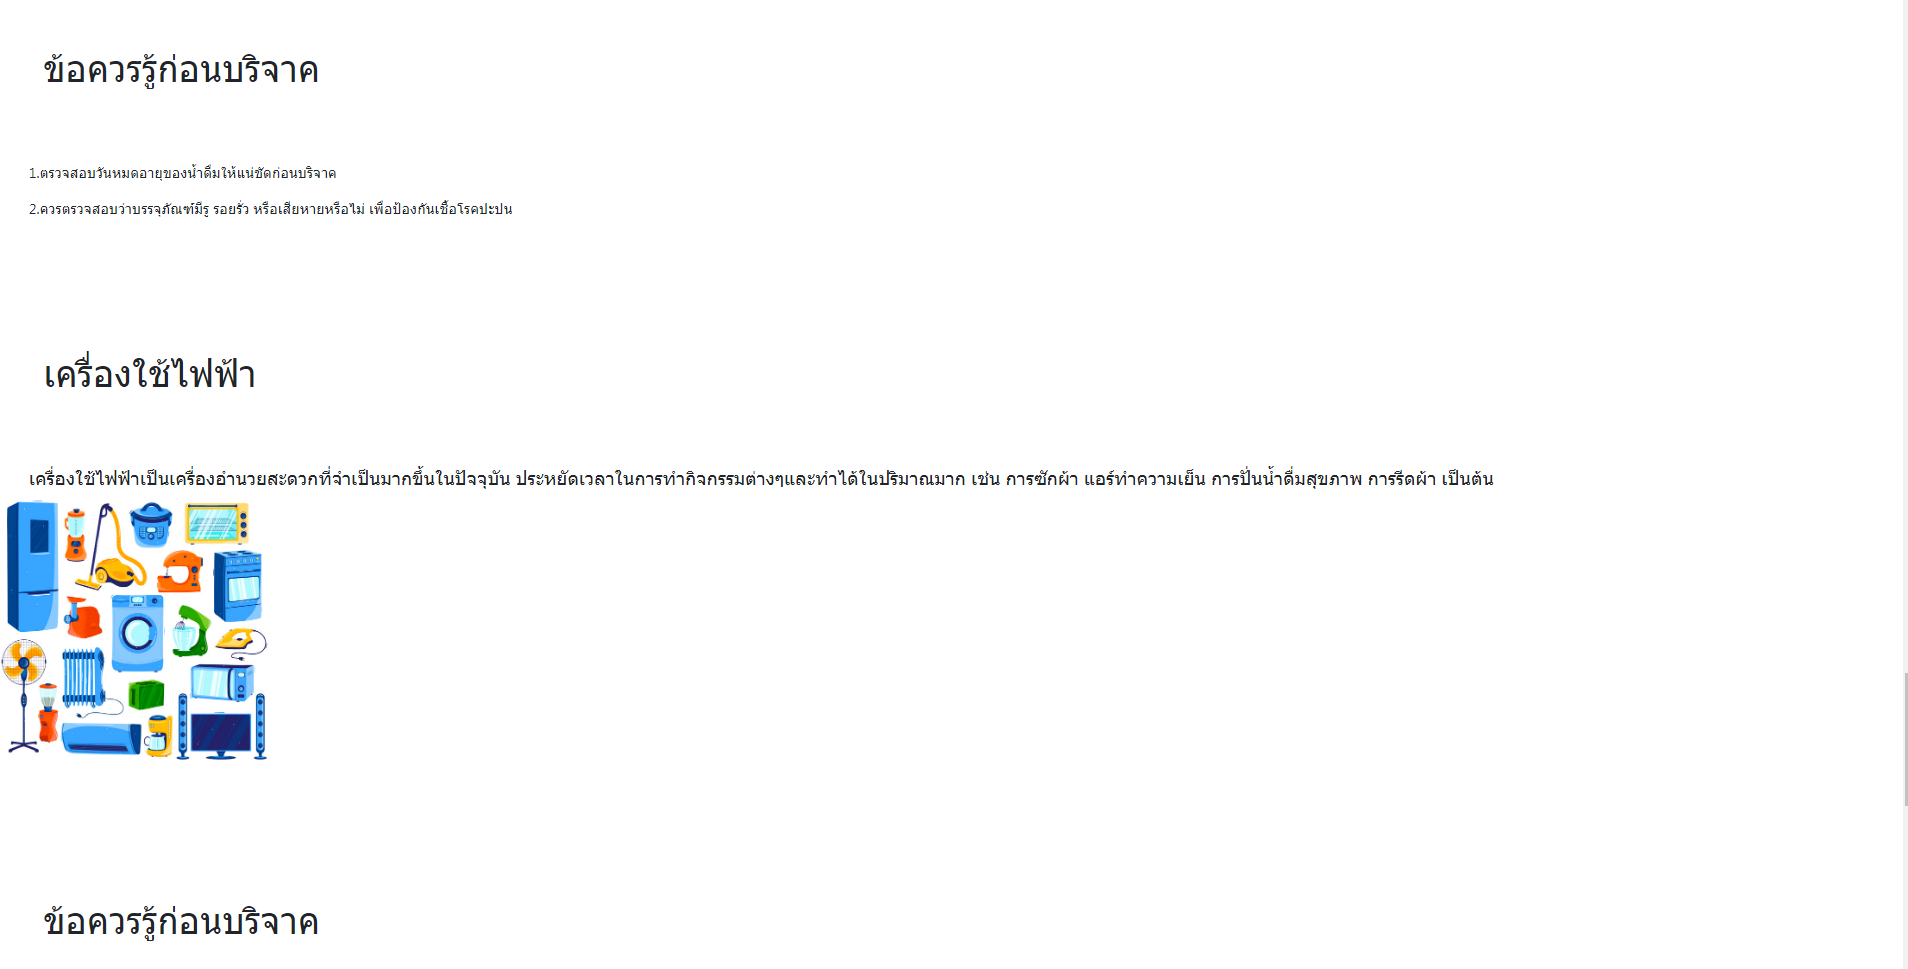 ข้อควรรู้ก่อนบริจาค
1.ตรวจสอบวันหมดอายุของน้ำดื่มให้แน่ชัดก่อนบริจาค
2.ควรตรวจสอบว่าบรรจุภัณฑ์มีรู รอยรั่ว หรือเสียหายหรือไม่ เพื่อป้องกันเชื้อโรคปะปน
เครื่องใช้ไฟฟ้า
เครื่องใช้ไฟฟ้าเป็นเครื่องอำนวยสะดวกที่จำเป็นมากขึ้นในปัจจุบัน ประหยัดเวลาในการทำกิจกรรมต่างๆและทำได้ในปริมาณมาก เช่น การซักผ้า แอร์ทำความเย็น การปั่นน้ำดื่มสุขภาพ การรีดผ้า เป็นต้น
ข้อควรรู้ก่อนบริจาค